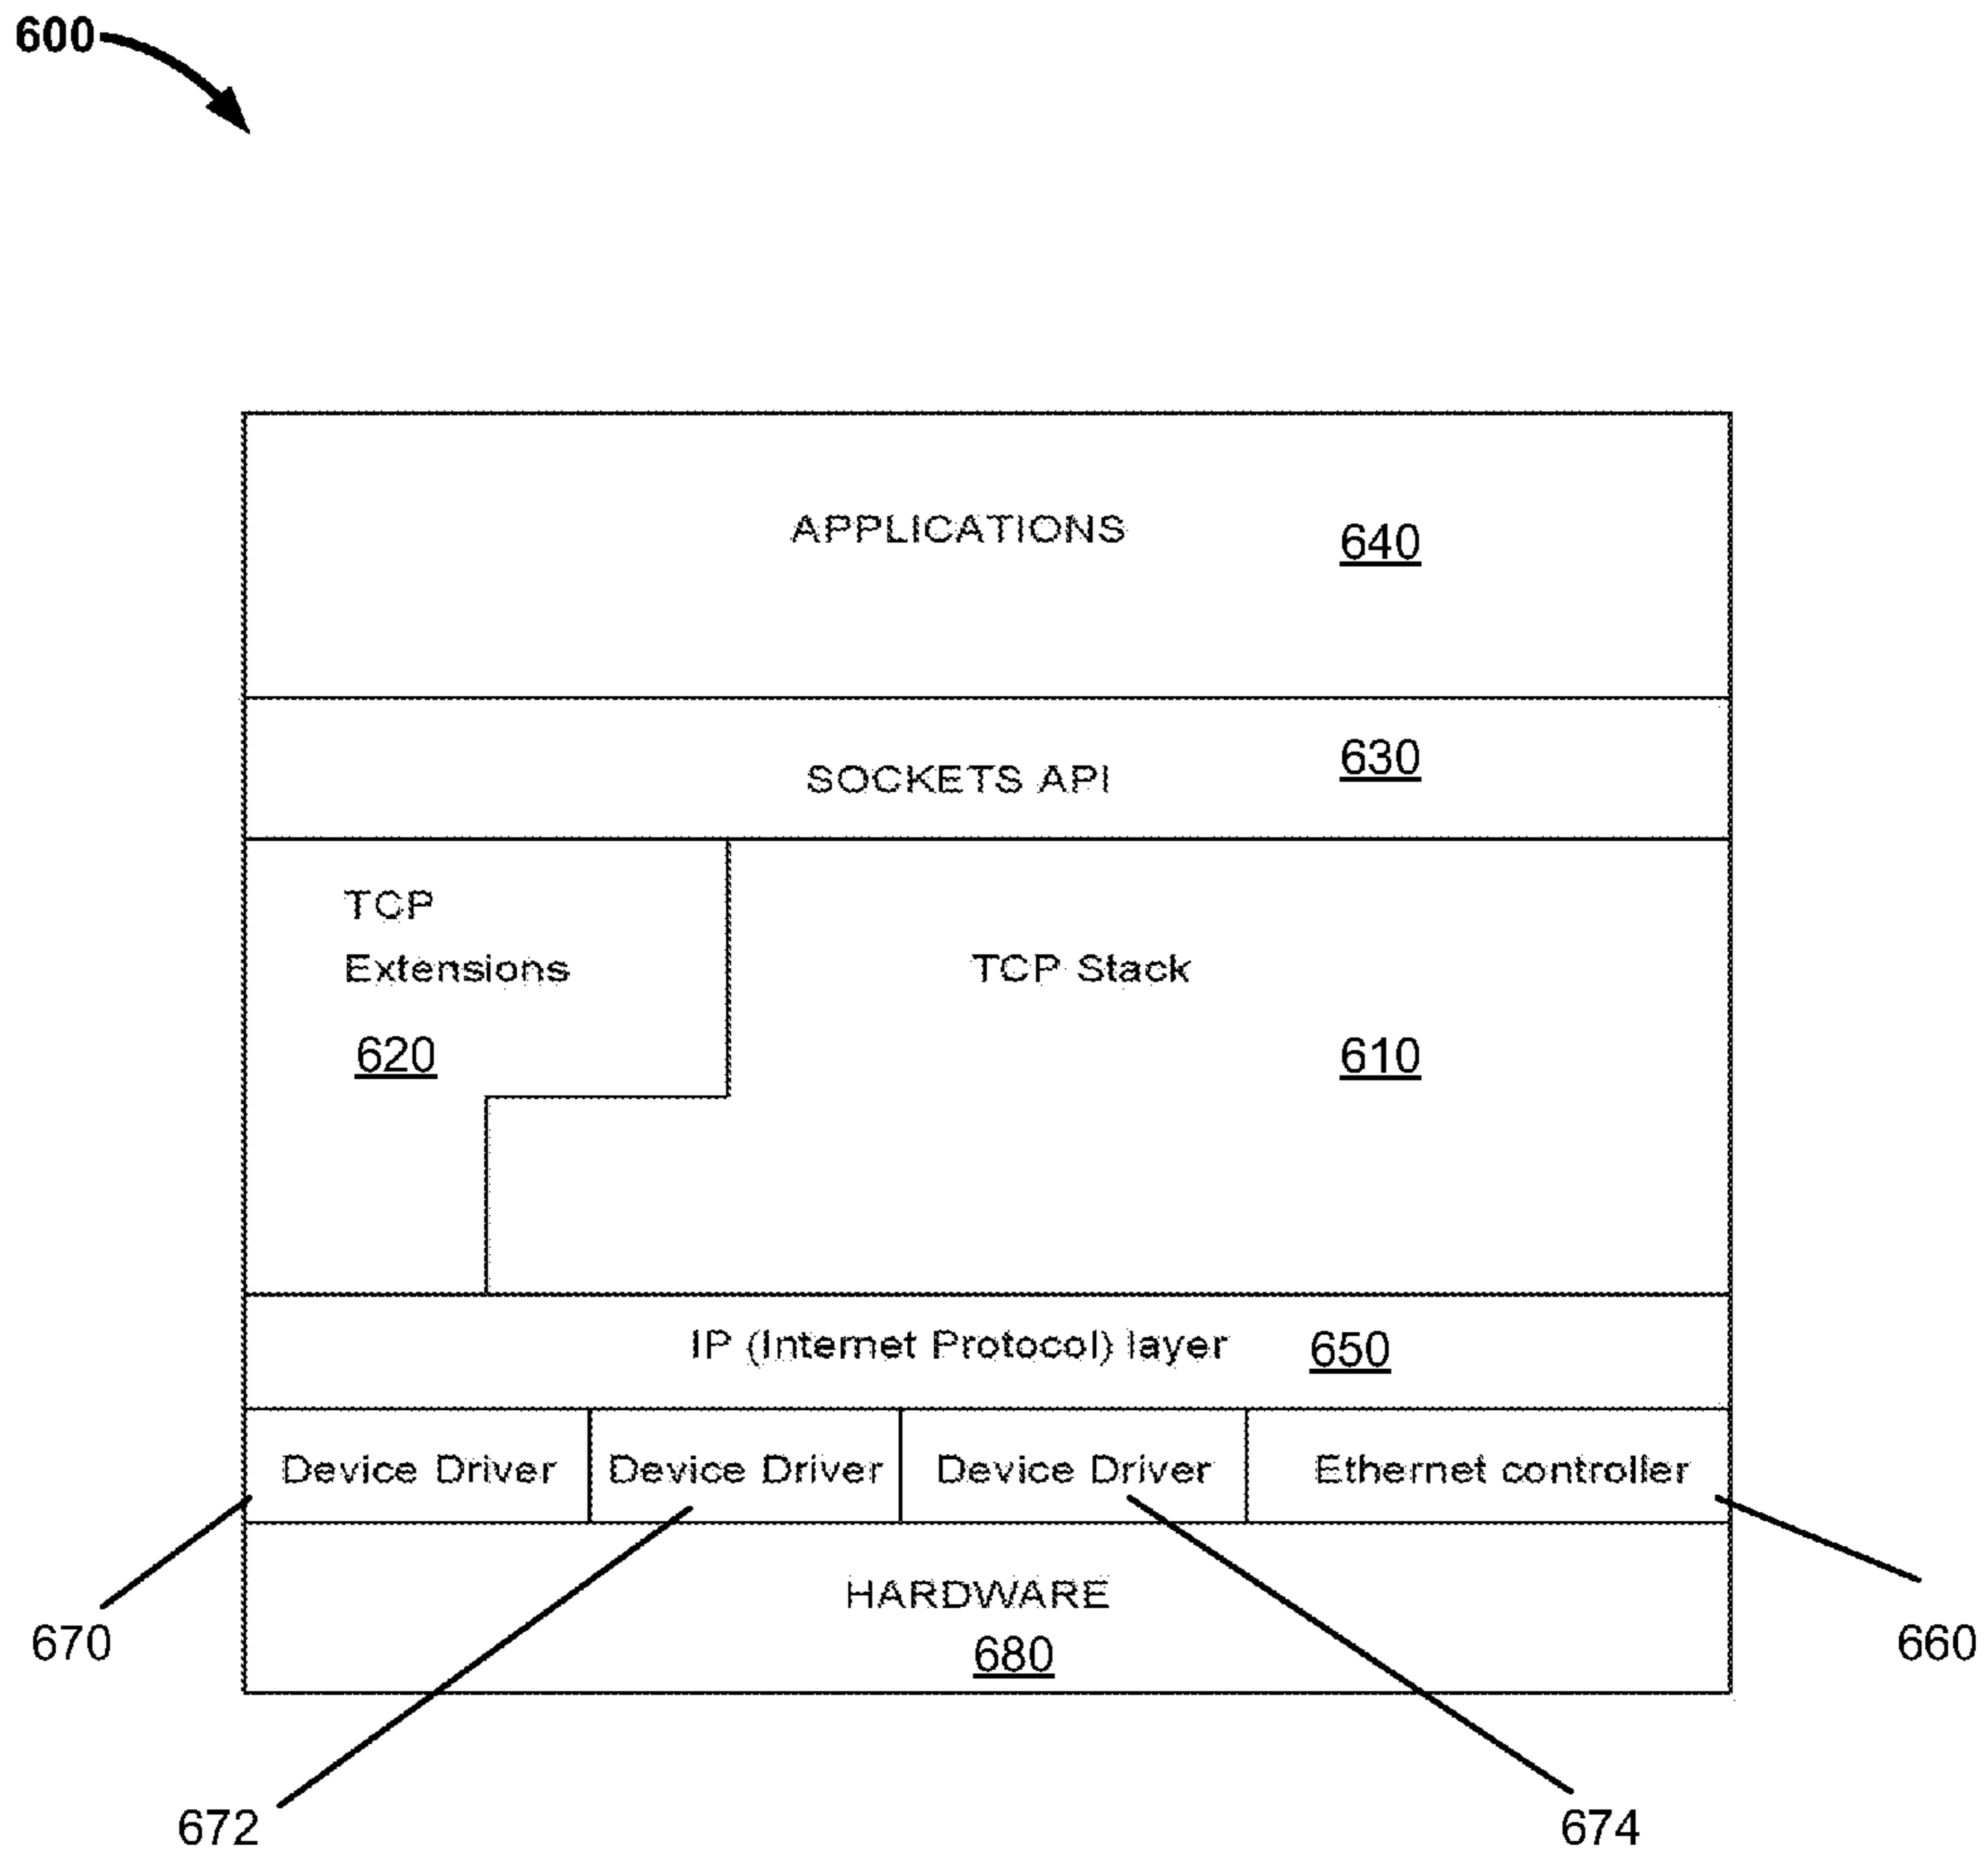 600
APPLICATIONS 640
SOCKETS API 630
TCP
Extensions
620
TCP Stack
610
IP (Internet Protocol) layer 650
Device Driver Device Driver Device Driver Ethernet controller
HARDWARE
680
670
660
672
674